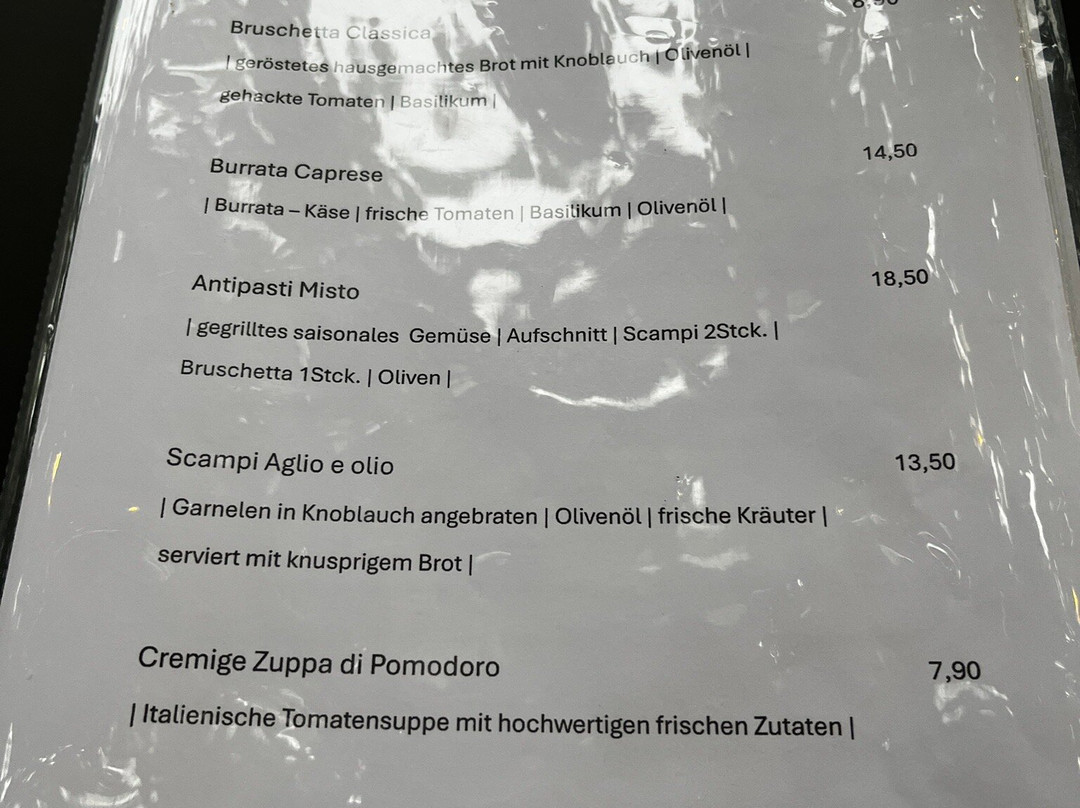 Bruschetta Classica 8,90
| geröstetes hausgemachtes Brot mit Knoblauch | Olivenöl |
gehackte Tomaten | Basilikum |
Burrata Caprese 14,50
| Burrata – Käse | frische Tomaten | Basilikum | Olivenöl |
Antipasti Misto 18,50
| gegrilltes saisonales Gemüse | Aufschnitt | Scampi 2Stck. |
Bruschetta 1Stck. | Oliven |
Scampi Aglio e olio 13,50
| Garnelen in Knoblauch angebraten | Olivenöl | frische Kräuter |
serviert mit knusprigem Brot |
Cremige Zuppa di Pomodoro 7,90
| Italienische Tomatensuppe mit hochwertigen frischen Zutaten |